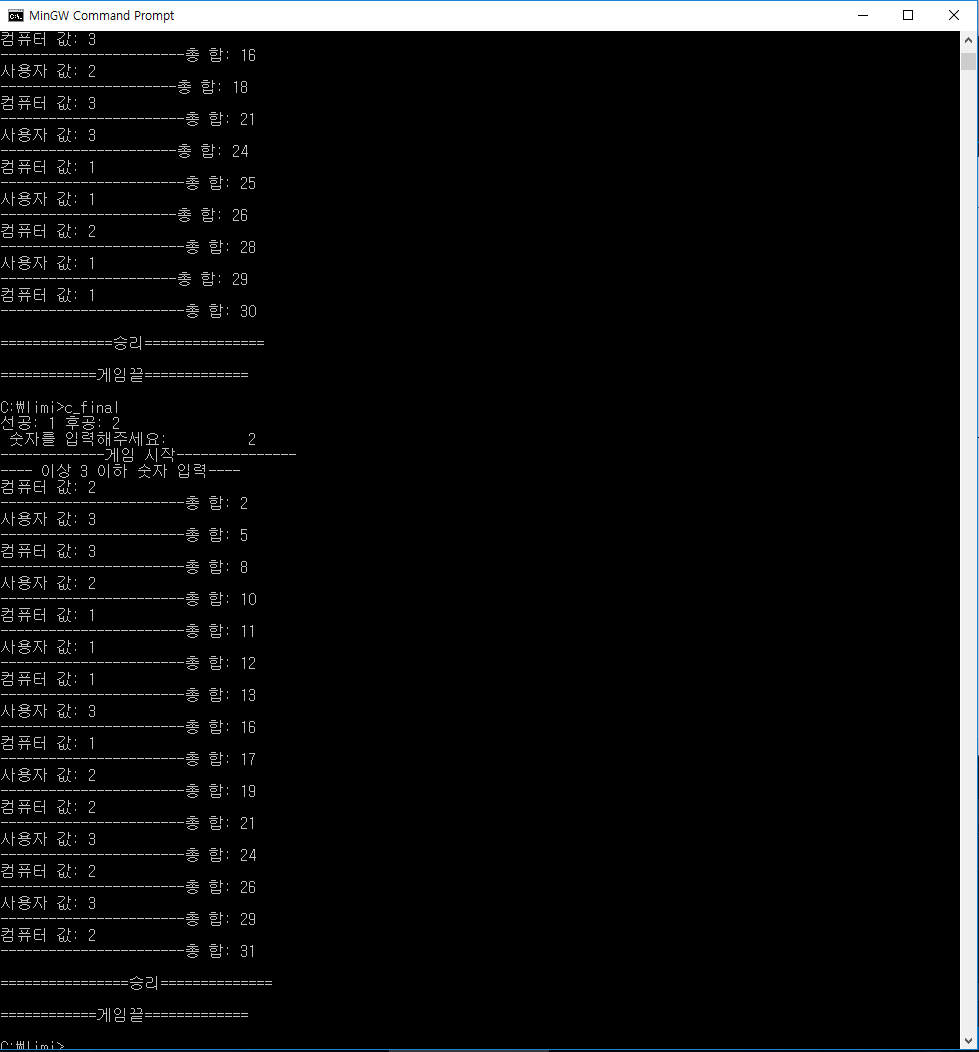 MinGW Command Prompt
컴퓨터 값: 3
-----------------------총 합: 16
사용자 값: 2
----------------------총 합: 18
컴퓨터 값: 3
-----------------------총 합: 21
사용자 값: 3
----------------------총 합: 24
컴퓨터 값: 1
-----------------------총 합: 25
사용자 값: 1
----------------------총 합: 26
컴퓨터 값: 2
-----------------------총 합: 28
사용자 값: 1
----------------------총 합: 29
컴퓨터 값: 1
-----------------------총 합: 30
==============승리===============
============게임끝=============
C:₩limi>c_final
선공: 1 후공: 2
 숫자를 입력해주세요:          2
-------------게임 시작---------------
---- 이상 3 이하 숫자 입력----
컴퓨터 값: 2
-----------------------총 합: 2
사용자 값: 3
-----------------------총 합: 5
컴퓨터 값: 3
-----------------------총 합: 8
사용자 값: 2
-----------------------총 합: 10
컴퓨터 값: 1
-----------------------총 합: 11
사용자 값: 1
-----------------------총 합: 12
컴퓨터 값: 1
-----------------------총 합: 13
사용자 값: 3
-----------------------총 합: 16
컴퓨터 값: 1
-----------------------총 합: 17
사용자 값: 2
-----------------------총 합: 19
컴퓨터 값: 2
-----------------------총 합: 21
사용자 값: 3
-----------------------총 합: 24
컴퓨터 값: 2
-----------------------총 합: 26
사용자 값: 3
-----------------------총 합: 29
컴퓨터 값: 2
-----------------------총 합: 31
================승리==============
============게임끝=============
C:₩limi>